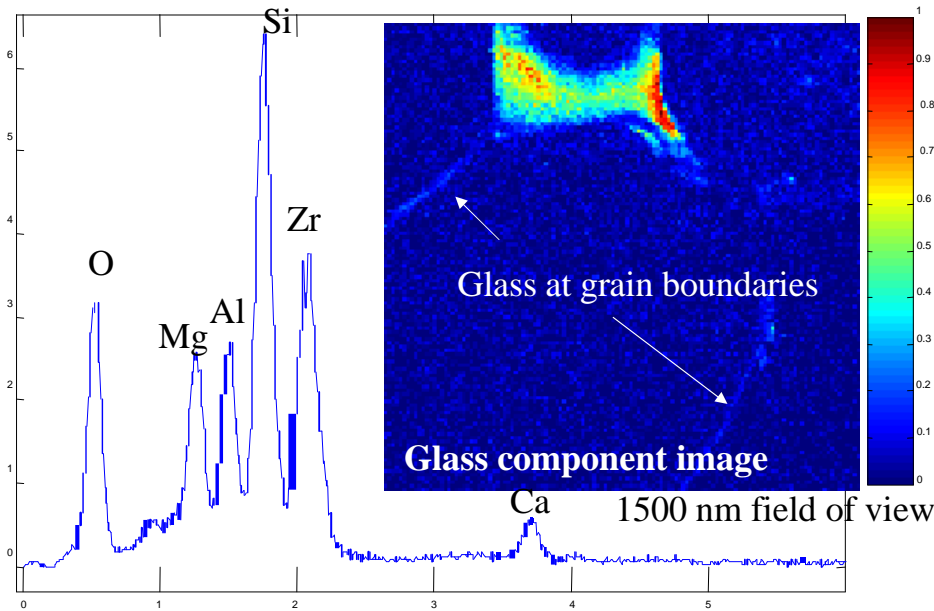 Si
Zr
O
Mg
Al
Ca
6
5
4
3
2
1
0
0
1
2
3
4
5
Glass at grain boundaries
Glass component image
1500 nm field of view
1
0.9
0.8
0.7
0.6
0.5
0.4
0.3
0.2
0.1
0